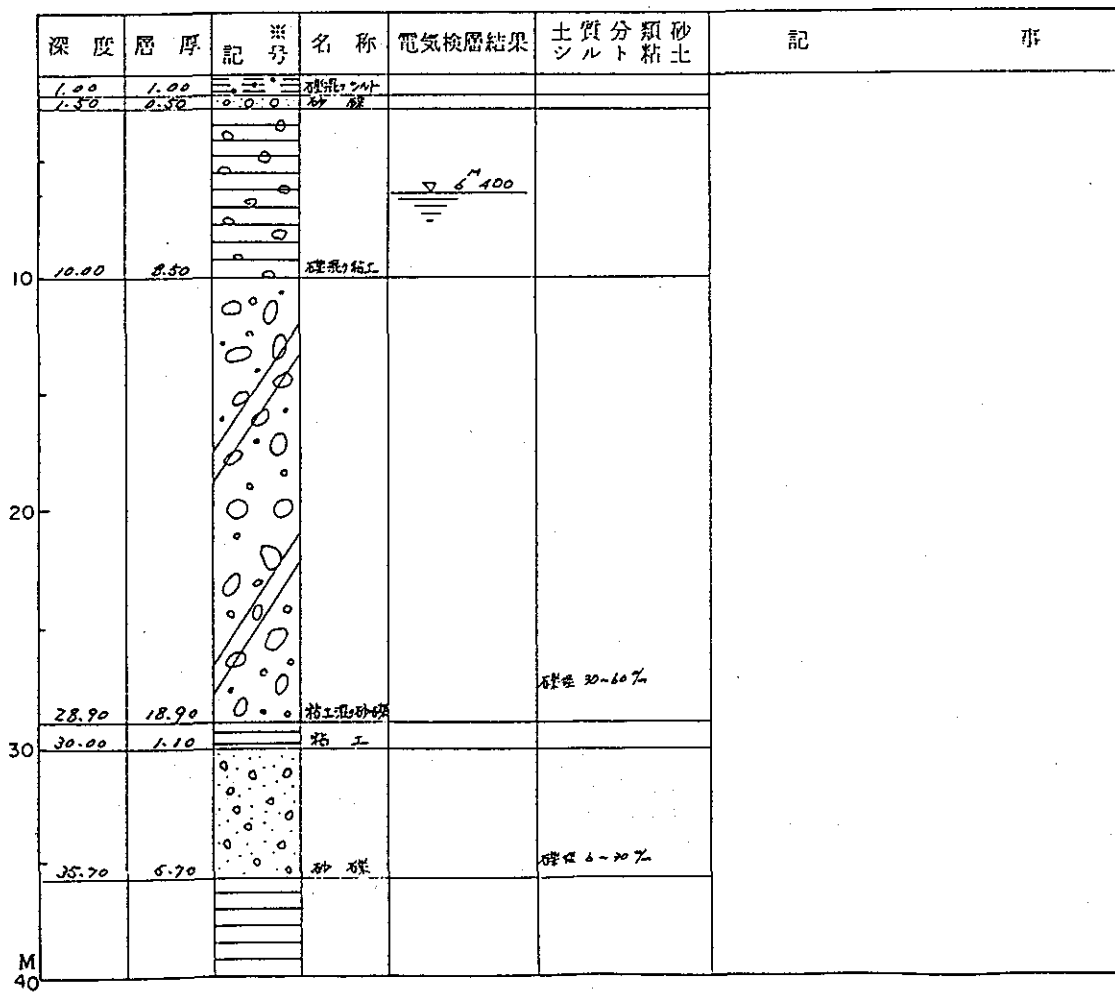 深度 層厚 記号※ 名称 電気検層結果 土質分類砂 シルト粘土 記事
1.00 1.00 礫混りシルト
1.50 0.50 砂礫
6M400
10.00 8.50 礫混り粘土
10
20
礫径 30~60 ㎜
28.90 18.90 粘土混り砂礫
30.00 1.10 粘土
30
35.70 5.70 砂礫 礫径 6~30 ㎜
M
40